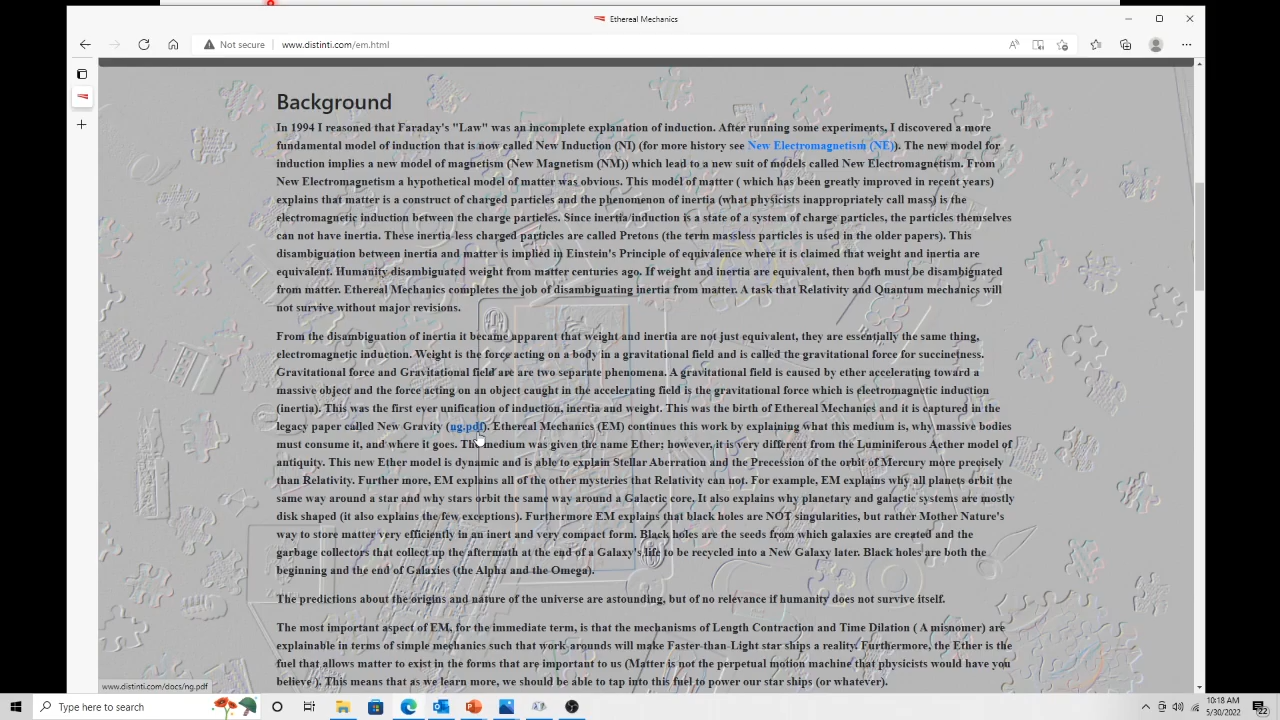 Ethereal Mechanics
Not secure
www.distinti.com/em.html
Background
In 1994 I reasoned that Faraday's "Law" was an incomplete explanation of induction. After running some experiments, I discovered a more
fundamental model of induction that is now called New Induction (NI) (for more history see New Electromagnetism (NE)). The new model for
induction implies a new model of magnetism (New Magnetism (NM)) which lead to a new suit of models called New Electromagnetism. From
New Electromagnetism a hypothetical model of matter was obvious. This model of matter ( which has been greatly improved in recent years)
explains that matter is a construct of charged particles and the phenomenon of inertia (what physicists inappropriately call mass) is the
electromagnetic induction between the charge particles. Since inertia/induction is a state of a system of charge particles, the particles themselves
can not have inertia. These inertia less charged particles are called Pretons (the term massless particles is used in the older papers). This
disambiguation between inertia and matter is implied in Einstein's Principle of equivalence where it is claimed that weight and inertia are
equivalent. Humanity disambiguated weight from matter centuries ago. If weight and inertia are equivalent, then both must be disambiguated
from matter. Ethereal Mechanics completes the job of disambiguating inertia from matter. A task that Relativity and Quantum mechanics will
not survive without major revisions.
From the disambiguation of inertia it became apparent that weight and inertia are not just equivalent, they are essentially the same thing,
electromagnetic induction. Weight is the force acting on a body in a gravitational field and is called the gravitational force for succinctness.
Gravitational force and Gravitational field are are two separate phenomena. A gravitational field is caused by ether accelerating toward a
massive object and the force acting on an object caught in the accelerating field is the gravitational force which is electromagnetic induction
(inertia). This was the first ever unification of induction, inertia and weight. This was the birth of Ethereal Mechanics and it is captured in the
legacy paper called New Gravity (ng.pdf). Ethereal Mechanics (EM) continues this work by explaining what this medium is, why massive bodies
must consume it, and where it goes. The medium was given the name Ether; however, it is very different from the Luminiferous Aether model of
antiquity. This new Ether model is dynamic and is able to explain Stellar Aberration and the Precession of the orbit of Mercury more precisely
than Relativity. Further more, EM explains all of the other mysteries that Relativity can not. For example, EM explains why all planets orbit the
same way around a star and why stars orbit the same way around a Galactic core. It also explains why planetary and galactic systems are mostly
disk shaped (it also explains the few exceptions). Furthermore EM explains that black holes are NOT singularities, but rather Mother Nature's
way to store matter very efficiently in an inert and very compact form. Black holes are the seeds from which galaxies are created and the
garbage collectors that collect up the aftermath at the end of a Galaxy's life to be recycled into a New Galaxy later. Black holes are both the
beginning and the end of Galaxies (the Alpha and the Omega).
The predictions about the origins and nature of the universe are astounding, but of no relevance if humanity does not survive itself.
The most important aspect of EM, for the immediate term, is that the mechanisms of Length Contraction and Time Dilation ( A misnomer) are
explainable in terms of simple mechanics such that work arounds will make Faster-than-Light star ships a reality. Furthermore, the Ether is the
fuel that allows matter to exist in the forms that are important to us (Matter is not the perpetual motion machine that physicists would have you
believe ). This means that as we learn more, we should be able to tap into this fuel to power our star ships (or whatever).
www.distinti.com/docs/ng.pdf
Type here to search
10:18 AM
5/30/2022
22